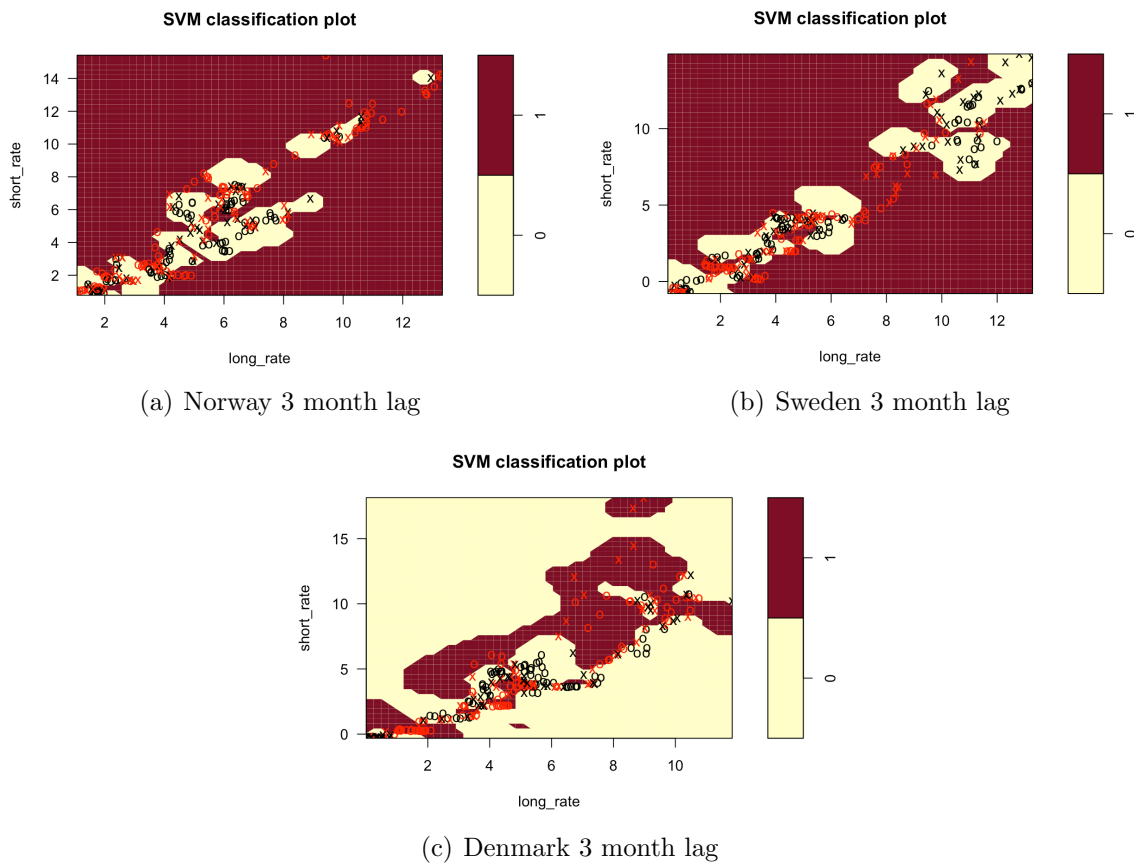 SVM classification plot
short_rate
14
12
10
8
6
4
2
2 4 6 8 10 12
long_rate
1
0
(a) Norway 3 month lag
SVM classification plot
short_rate
10
5
0
2 4 6 8 10 12
long_rate
1
0
(b) Sweden 3 month lag
SVM classification plot
short_rate
15
10
5
0
2 4 6 8 10
long_rate
1
0
(c) Denmark 3 month lag